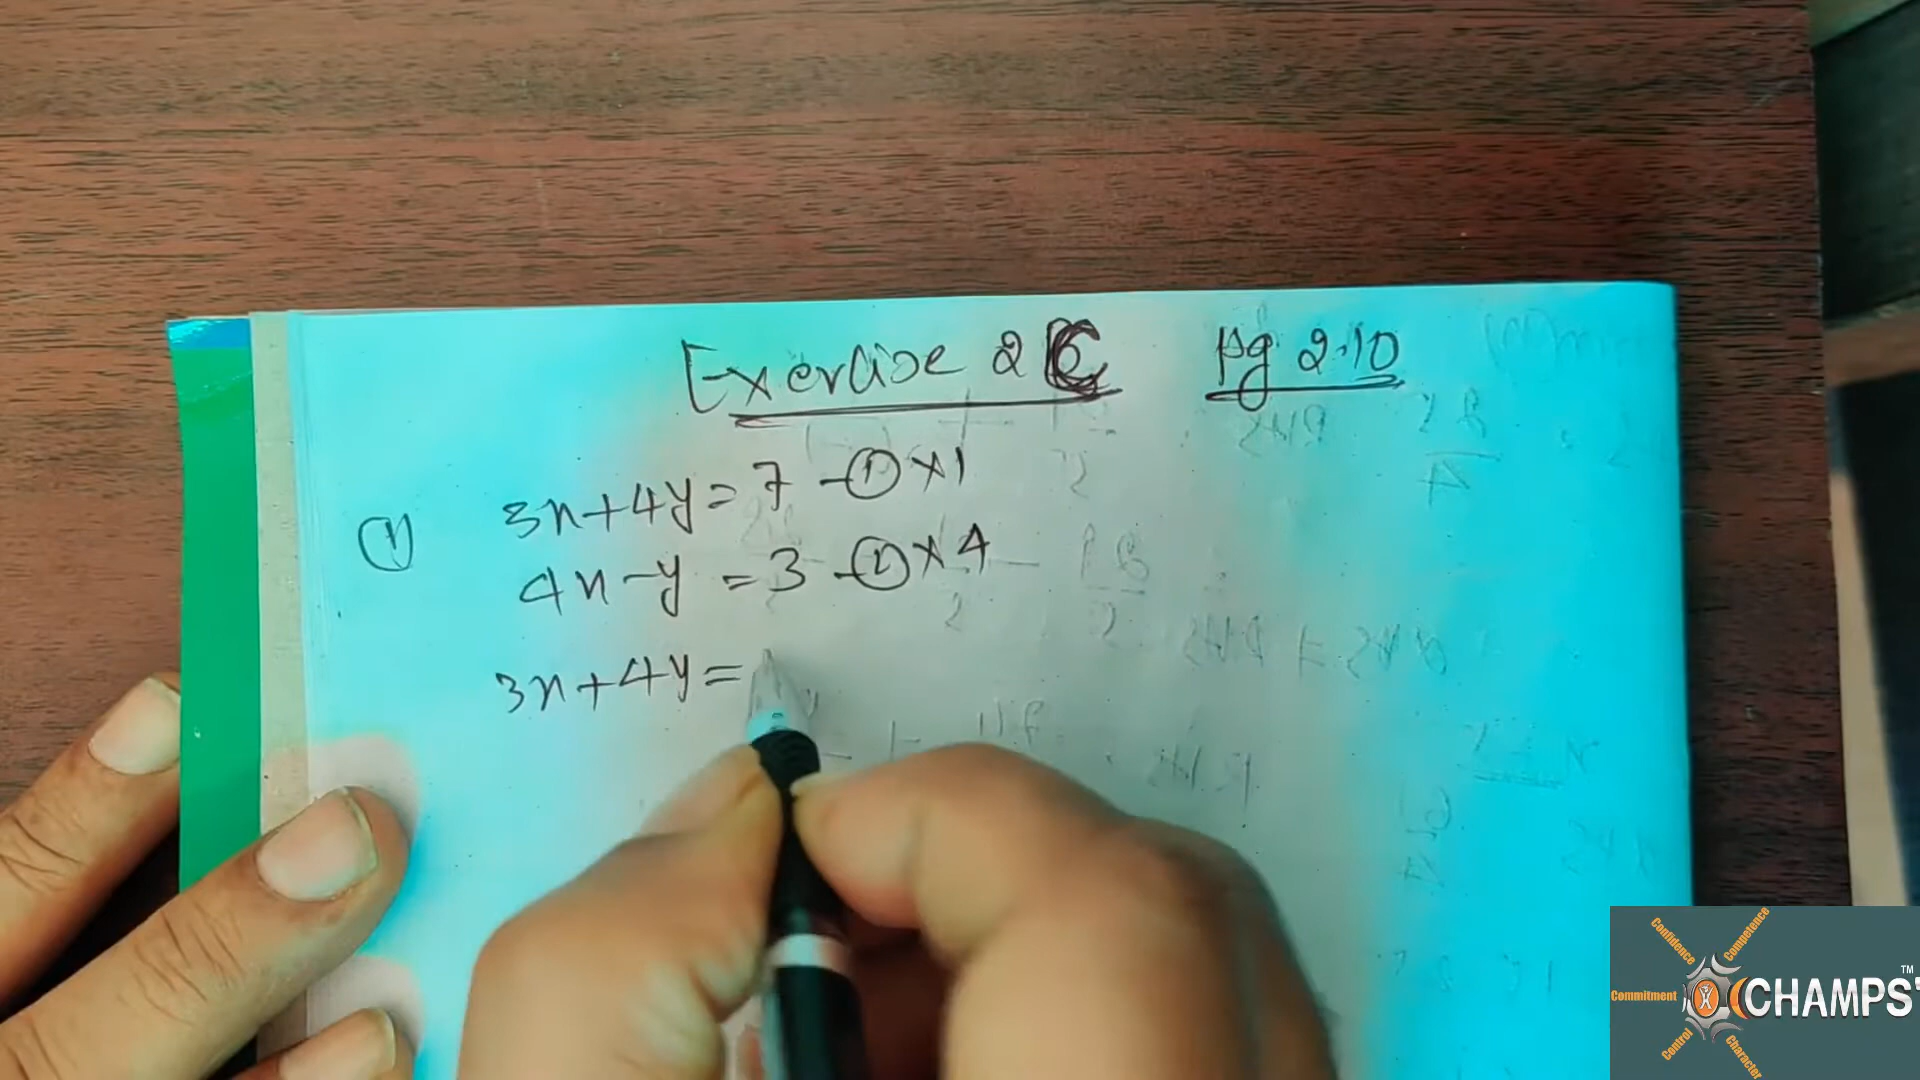 Exercise 2C pg 2.10
① 3x+4y=7 -① ×1
4x-y=3 -② ×4
3x+4y=
Confidence
Competence
Commitment
CHAMPS™
Control
Character